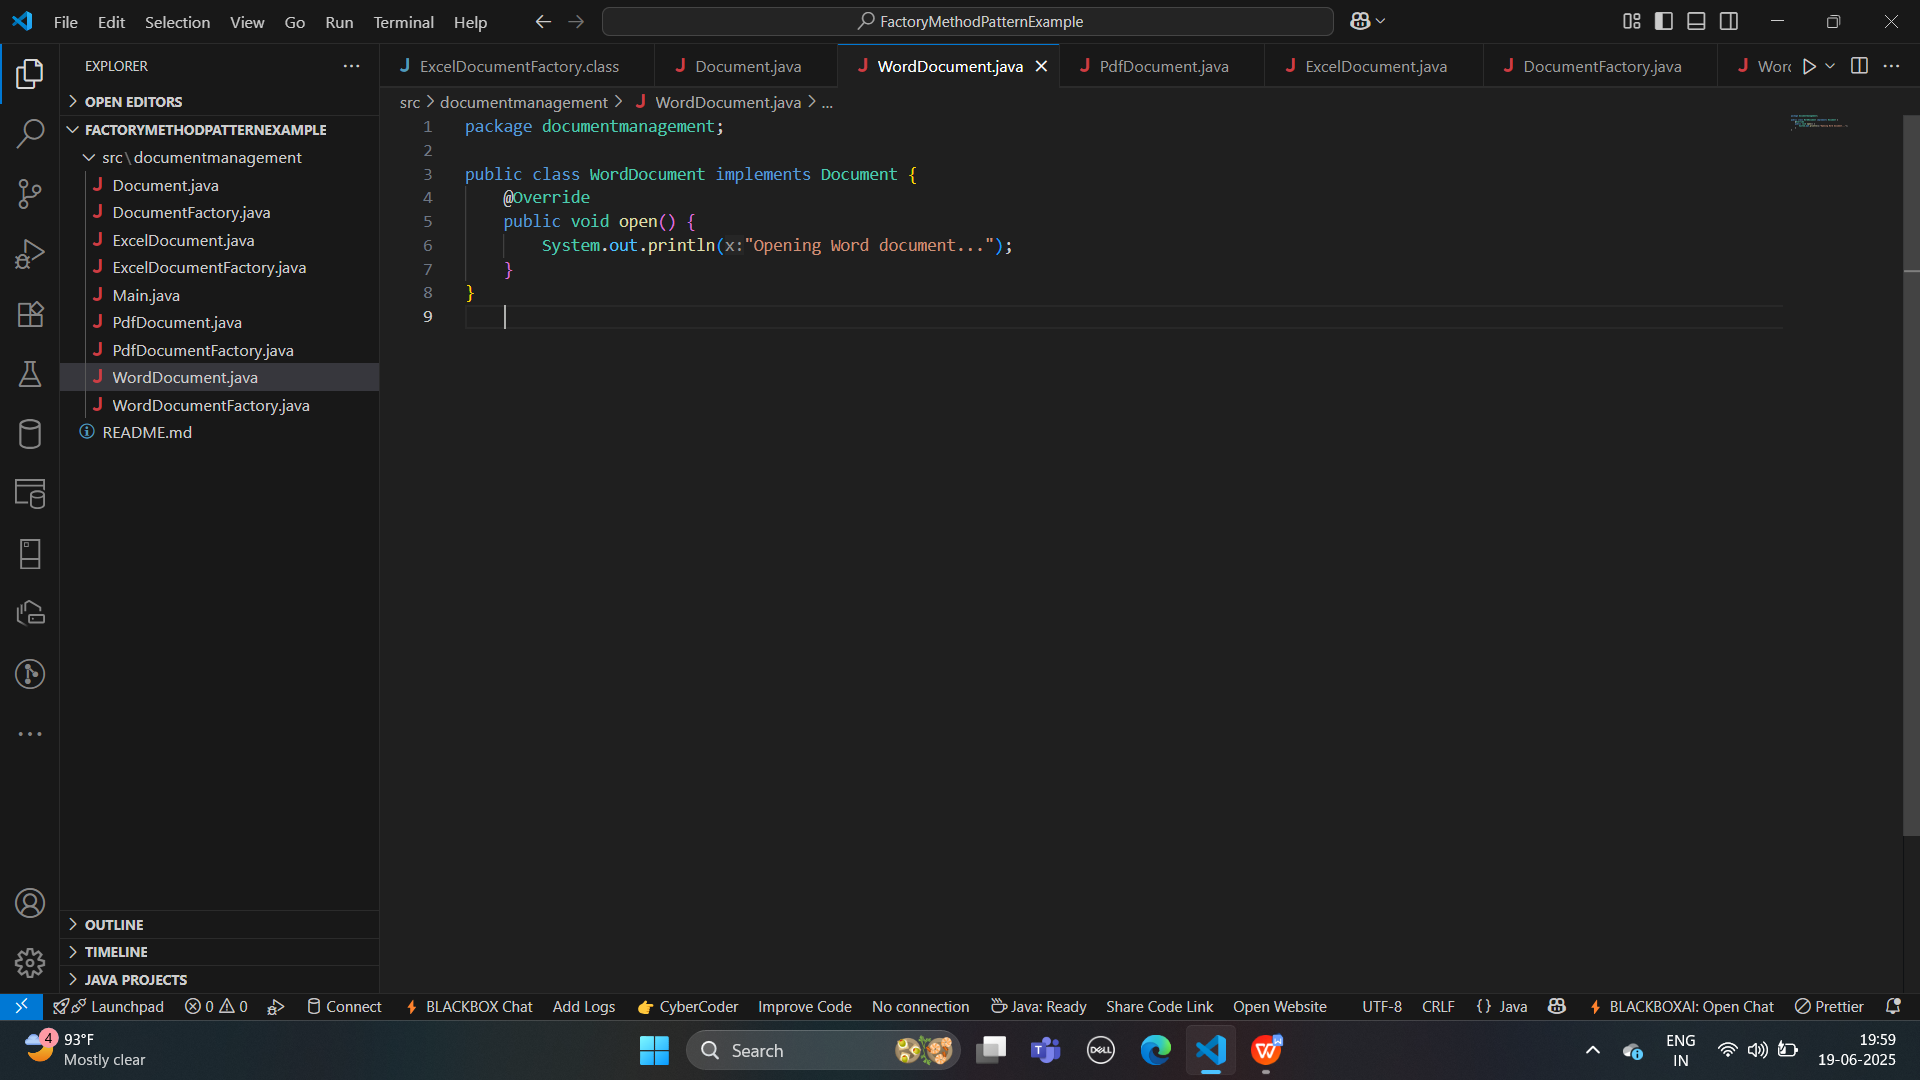 File Edit Selection View Go Run Terminal Help
FactoryMethodPatternExample
EXPLORER
OPEN EDITORS
FACTORYMETHODPATTERNEXAMPLE
src\documentmanagement
Document.java
DocumentFactory.java
ExcelDocument.java
ExcelDocumentFactory.java
Main.java
PdfDocument.java
PdfDocumentFactory.java
WordDocument.java
WordDocumentFactory.java
README.md
OUTLINE
TIMELINE
JAVA PROJECTS
ExcelDocumentFactory.class Document.java WordDocument.java PdfDocument.java ExcelDocument.java DocumentFactory.java Worc
src > documentmanagement > WordDocument.java > ...
1 package documentmanagement;
2
3 public class WordDocument implements Document {
4 @Override
5 public void open() {
6 System.out.println(x:"Opening Word document...");
7 }
8 }
9
Launchpad 0 0 Connect BLACKBOX Chat Add Logs CyberCoder Improve Code No connection Java: Ready Share Code Link Open Website UTF-8 CRLF {} Java BLACKBOXAI: Open Chat Prettier
4 93°F
Mostly clear
Search
DELL
ENG
IN
19:59
19-06-2025